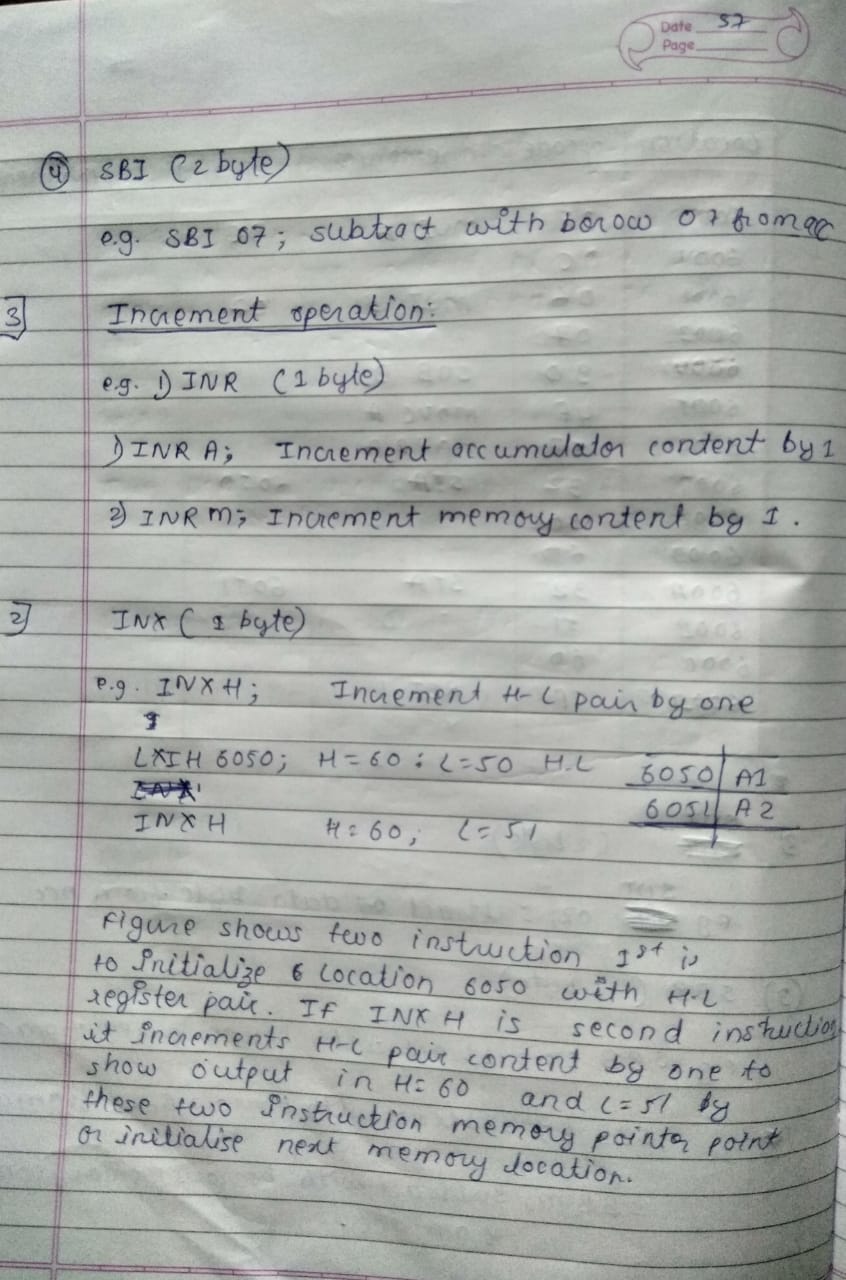 Date 57
Page
④ SBI (2 byte)
e.g. SBI 07; subtract with borow 07 from acc
3] Increment operation:
e.g. 1) INR (1 byte)
1) INR A; Increment accumulator content by 1
2) INR M; Increment memory content by 1.
2] INX (1 byte)
e.g. INX H; Increment H-L pair by one
LXI H 6050; H=60 : L=50 H.L 6050 A1
6051 A2
INX H H=60; L=51
Figure shows two instruction 1st is
to initialize 6 location 6050 with H-L
register pair. If INX H is second instruction
it increments H-L pair content by one to
show output in H=60 and L=51 by
these two instruction memory pointer point
or initialise next memory location.